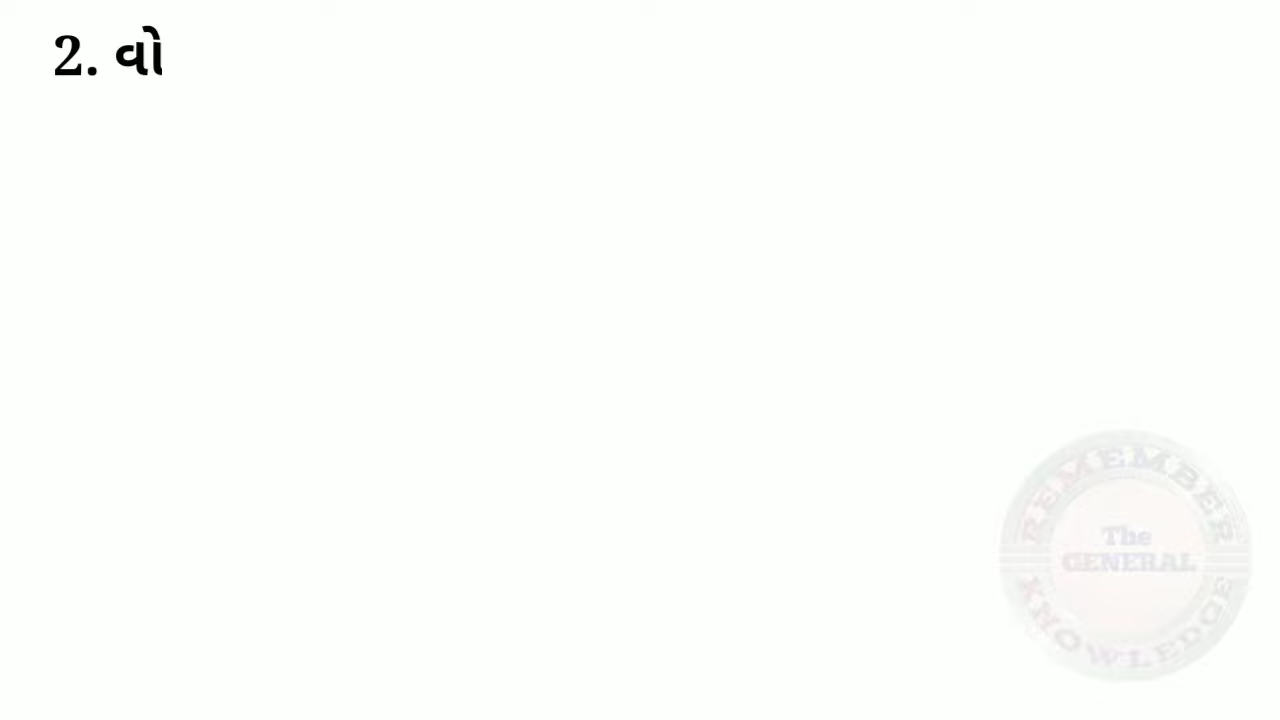 2. વો
REMEMBER
The
GENERAL
KNOWLEDGE